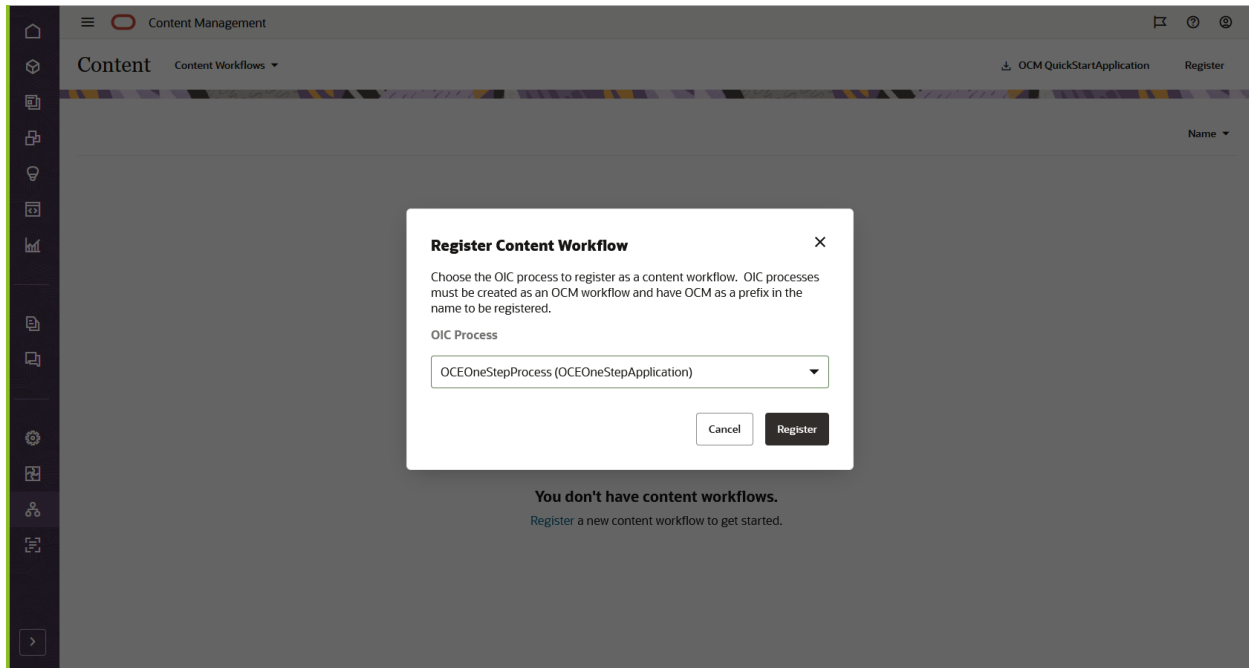 Content Management
Content Content Workflows OCM QuickStartApplication Register
Name
Register Content Workflow
Choose the OIC process to register as a content workflow. OIC processes
must be created as an OCM workflow and have OCM as a prefix in the
name to be registered.
OIC Process
OCEOneStepProcess (OCEOneStepApplication)
Cancel Register
You don't have content workflows.
Register a new content workflow to get started.